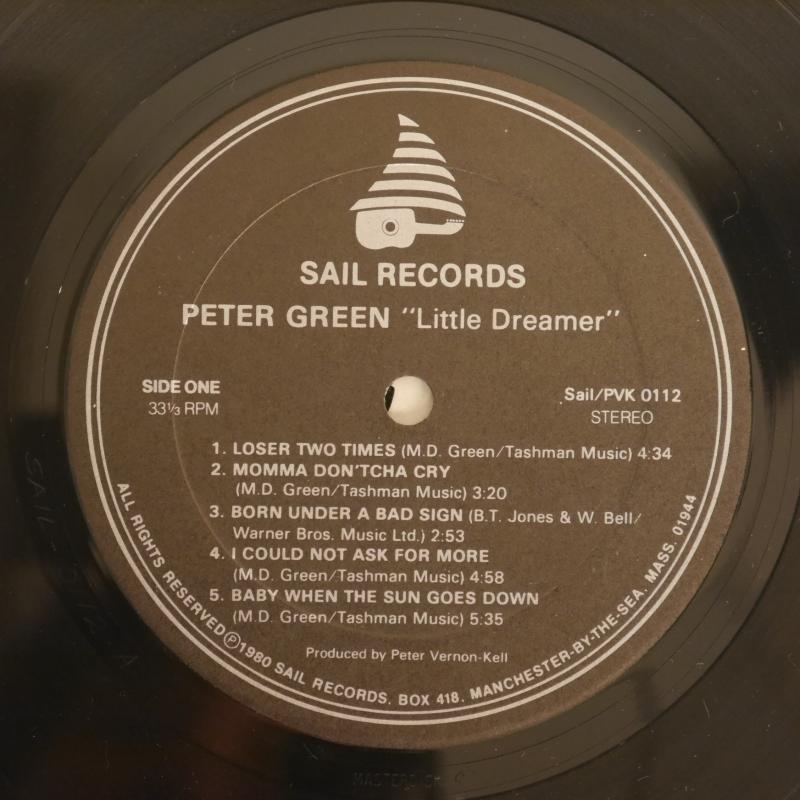 SAIL RECORDS
PETER GREEN "Little Dreamer"
SIDE ONE
33⅓ RPM
Sail/PVK 0112
STEREO
1. LOSER TWO TIMES (M.D. Green/Tashman Music) 4:34
2. MOMMA DON'TCHA CRY
(M.D. Green/Tashman Music) 3:20
3. BORN UNDER A BAD SIGN (B.T. Jones & W. Bell/
Warner Bros. Music Ltd.) 2:53
4. I COULD NOT ASK FOR MORE
(M.D. Green/Tashman Music) 4:58
5. BABY WHEN THE SUN GOES DOWN
(M.D. Green/Tashman Music) 5:35
Produced by Peter Vernon-Kell
ALL RIGHTS RESERVED ℗1980 SAIL RECORDS. BOX 418. MANCHESTER-BY-THE-SEA. MASS. 01944